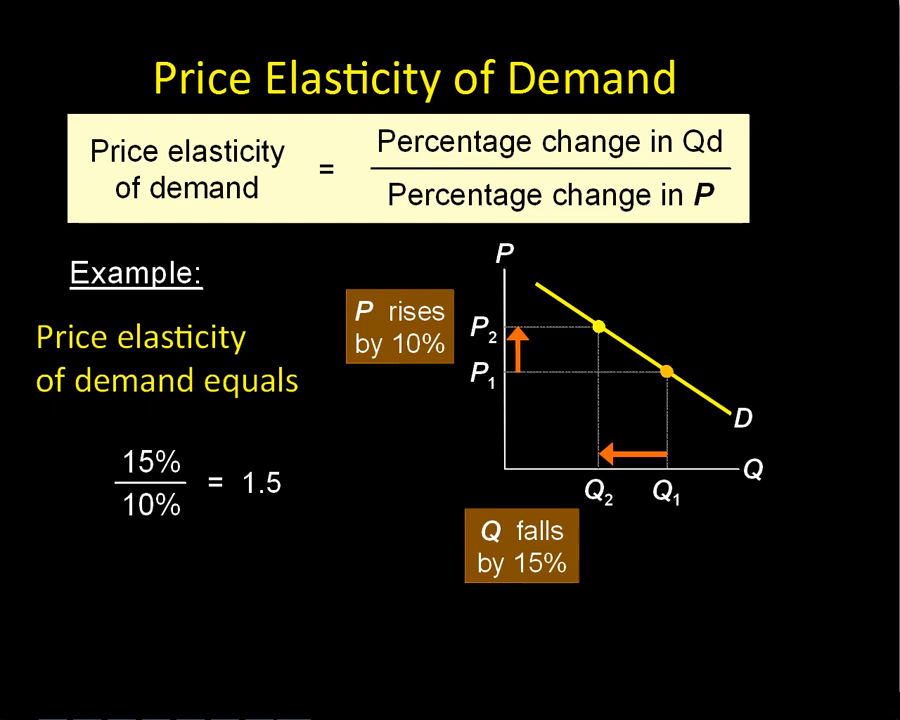 Price Elasticity of Demand
Price elasticity
of demand
=
Percentage change in Qd
Percentage change in P
Example:
Price elasticity
of demand equals
15%
10%
= 1.5
P rises
by 10%
P
P2
P1
D
Q
Q2
Q1
Q falls
by 15%